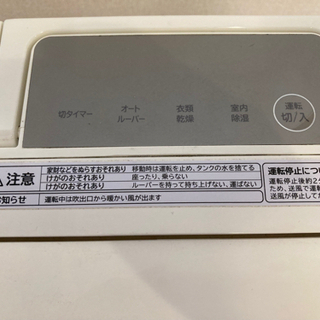 切タイマー
オート
ルーバー
衣類
乾燥
室内
除湿
運転
切/入
注意
家財などをぬらすおそれあり 移動時は運転を止め、タンクの水を捨てる
けがのおそれあり 座ったり、乗らない
けがのおそれあり ルーバーを持って持ち上げない、運ばない
お知らせ 運転中は吹出口から暖かい風が出ます
運転停止につ
運転停止後約2分
ため、送風で運転
送風が停止して